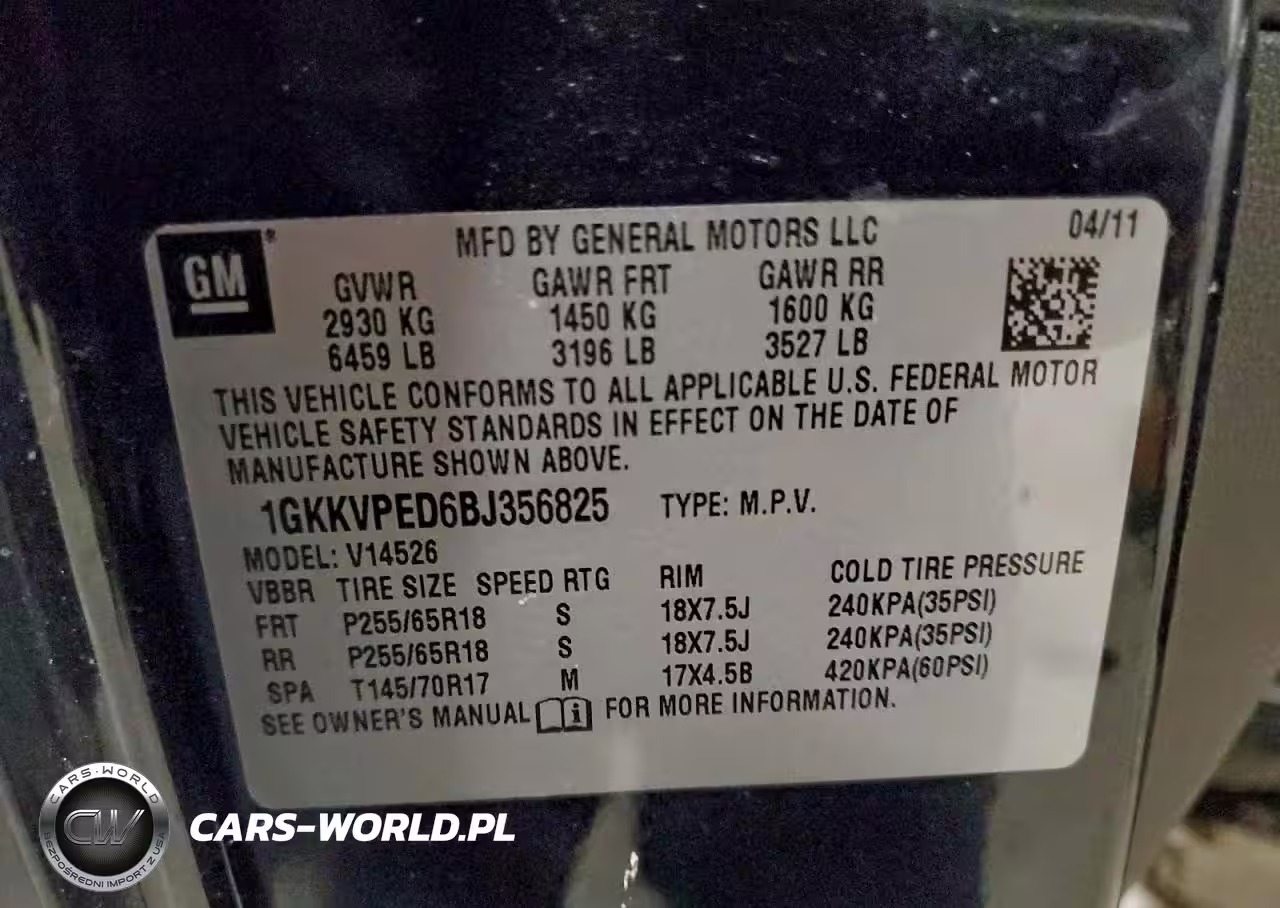 GM
MFD BY GENERAL MOTORS LLC 04/11
GVWR GAWR FRT GAWR RR
2930 KG 1450 KG 1600 KG
6459 LB 3196 LB 3527 LB
THIS VEHICLE CONFORMS TO ALL APPLICABLE U.S. FEDERAL MOTOR
VEHICLE SAFETY STANDARDS IN EFFECT ON THE DATE OF
MANUFACTURE SHOWN ABOVE.
1GKKVPED6BJ356825 TYPE: M.P.V.
MODEL: V14526
VBBR TIRE SIZE SPEED RTG RIM COLD TIRE PRESSURE
FRT P255/65R18 S 18X7.5J 240KPA(35PSI)
RR P255/65R18 S 18X7.5J 240KPA(35PSI)
SPA T145/70R17 M 17X4.5B 420KPA(60PSI)
SEE OWNER'S MANUAL FOR MORE INFORMATION.
CARS-WORLD
CW
BEZPOŚREDNI IMPORT Z USA
CARS-WORLD.PL